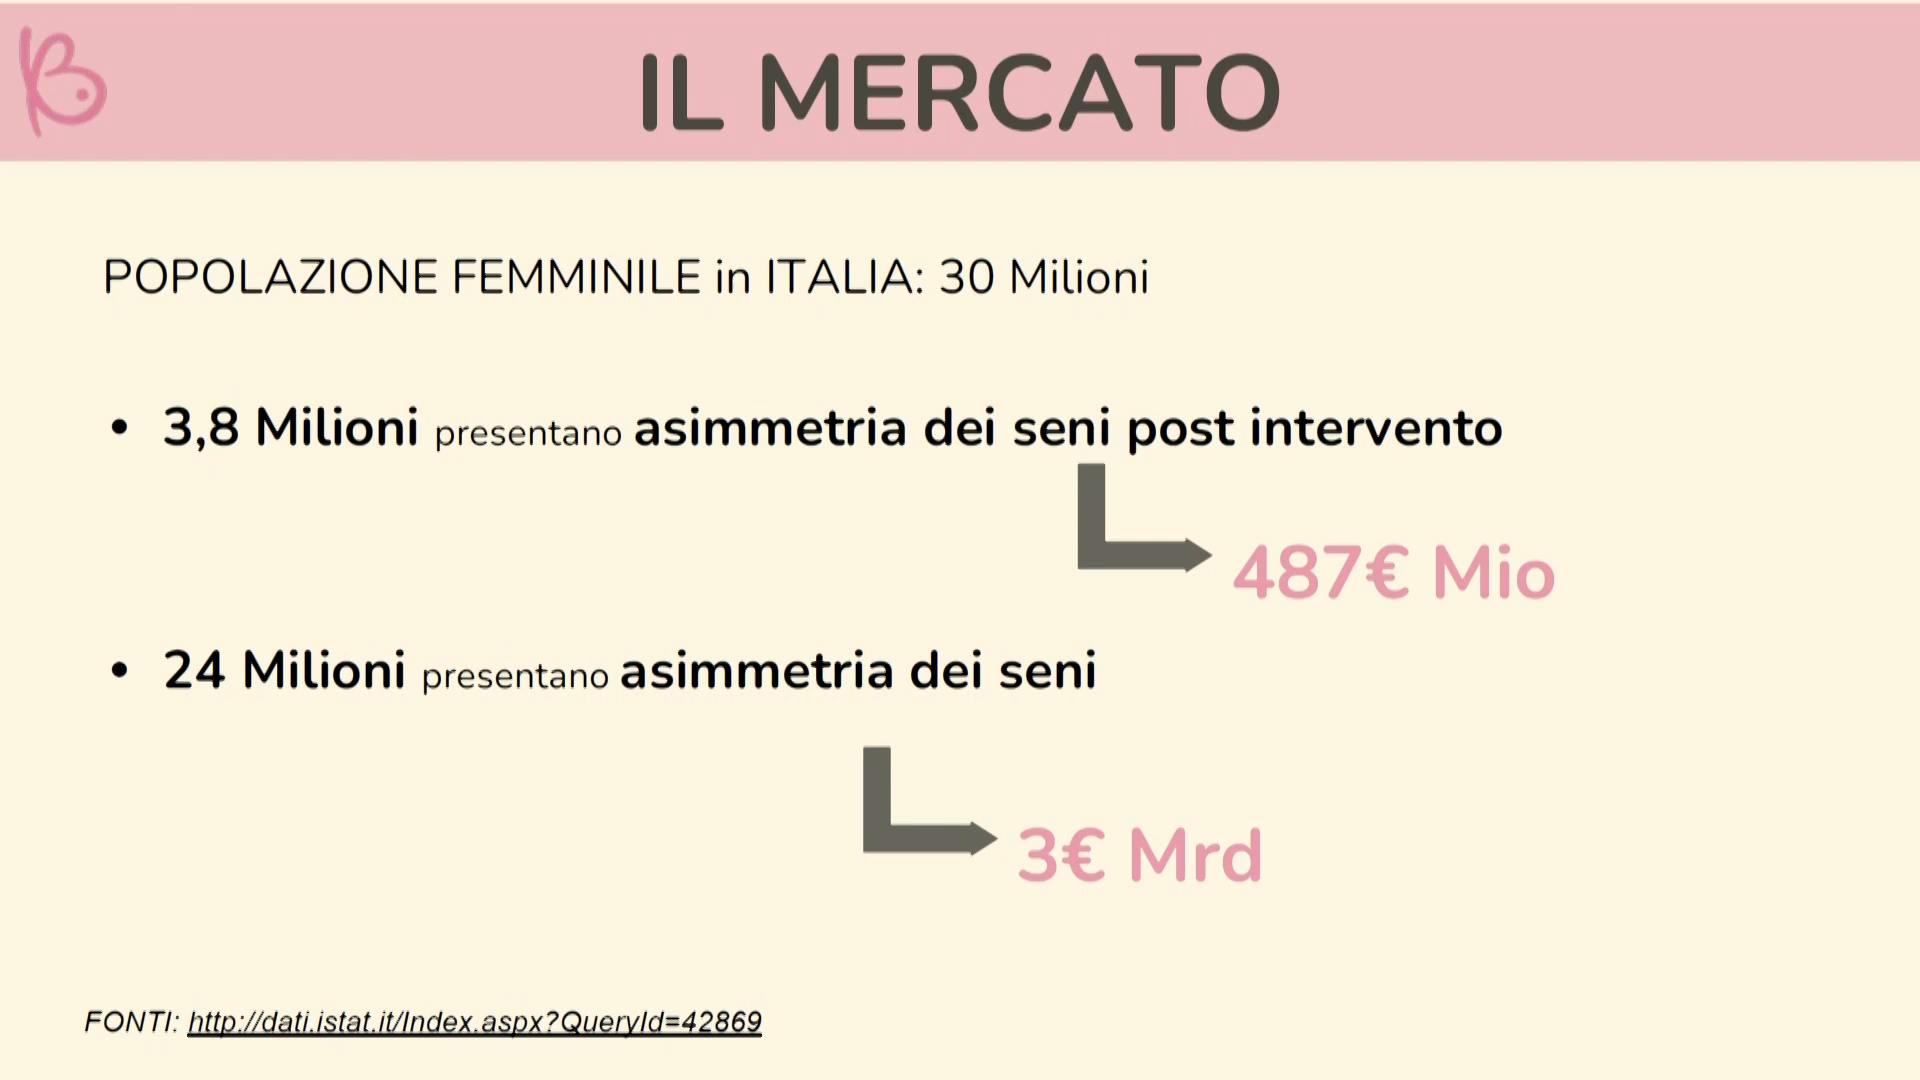 IL MERCATO
POPOLAZIONE FEMMINILE in ITALIA: 30 Milioni
• 3,8 Milioni presentano asimmetria dei seni post intervento
487€ Mio
• 24 Milioni presentano asimmetria dei seni
3€ Mrd
FONTI: http://dati.istat.it/Index.aspx?QueryId=42869